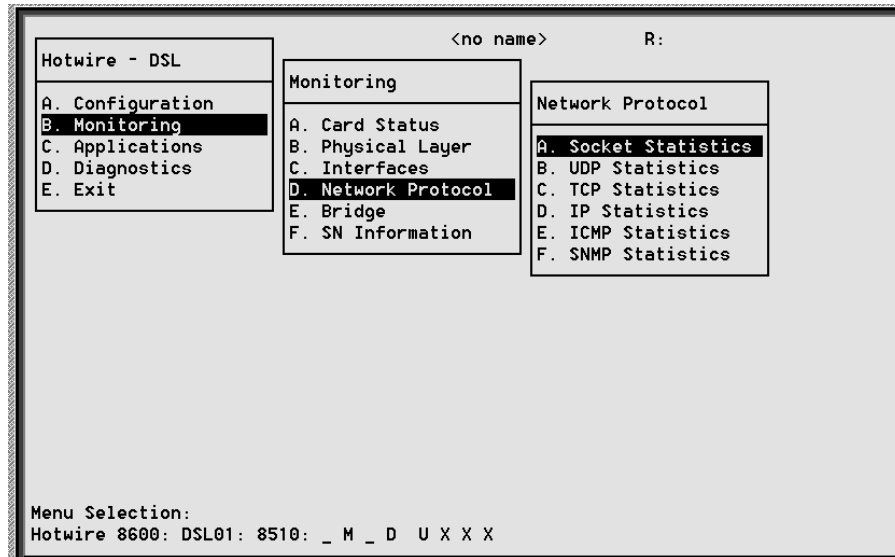 <no name> R:
Hotwire - DSL
A. Configuration
B. Monitoring
C. Applications
D. Diagnostics
E. Exit
Monitoring
A. Card Status
B. Physical Layer
C. Interfaces
D. Network Protocol
E. Bridge
F. SN Information
Network Protocol
A. Socket Statistics
B. UDP Statistics
C. TCP Statistics
D. IP Statistics
E. ICMP Statistics
F. SNMP Statistics
Menu Selection:
Hotwire 8600: DSL01: 8510: _ M _ D U X X X